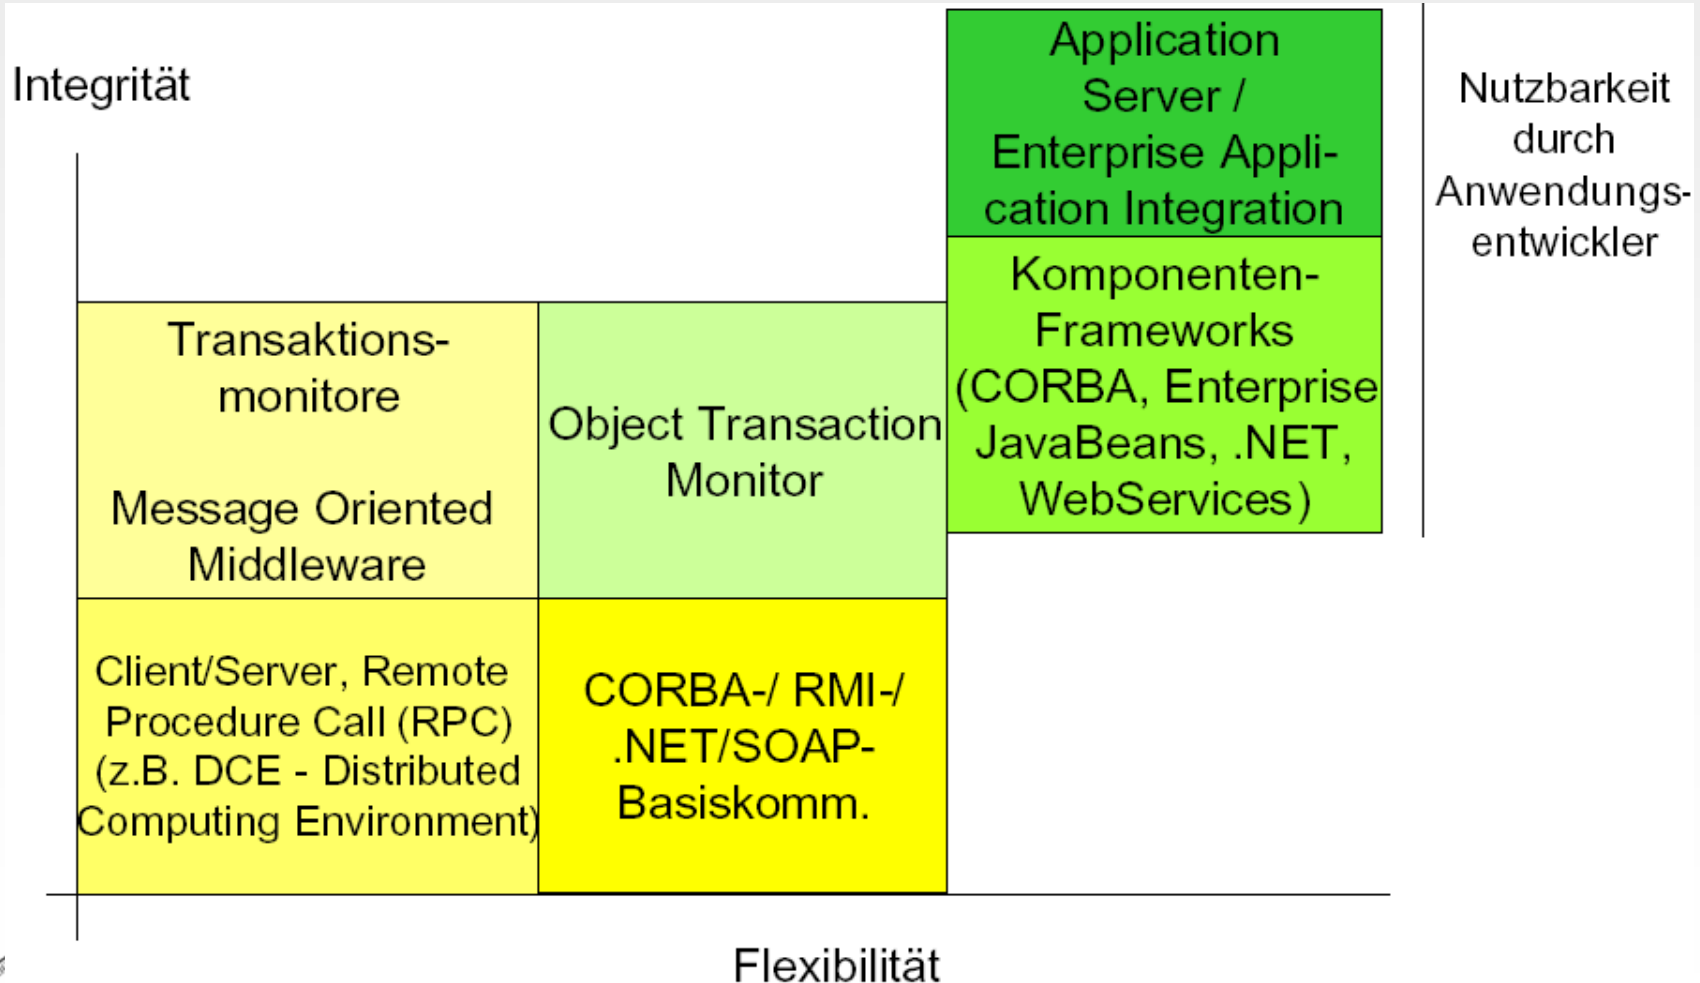 Integrität
Application
Server /
Enterprise Appli-
cation Integration
Nutzbarkeit
durch
Anwendungs-
entwickler
Komponenten-
Frameworks
(CORBA, Enterprise
JavaBeans, .NET,
WebServices)
Transaktions-
monitore
Message Oriented
Middleware
Object Transaction
Monitor
Client/Server, Remote
Procedure Call (RPC)
(z.B. DCE - Distributed
Computing Environment)
CORBA-/ RMI-/
.NET/SOAP-
Basiskomm.
Flexibilität